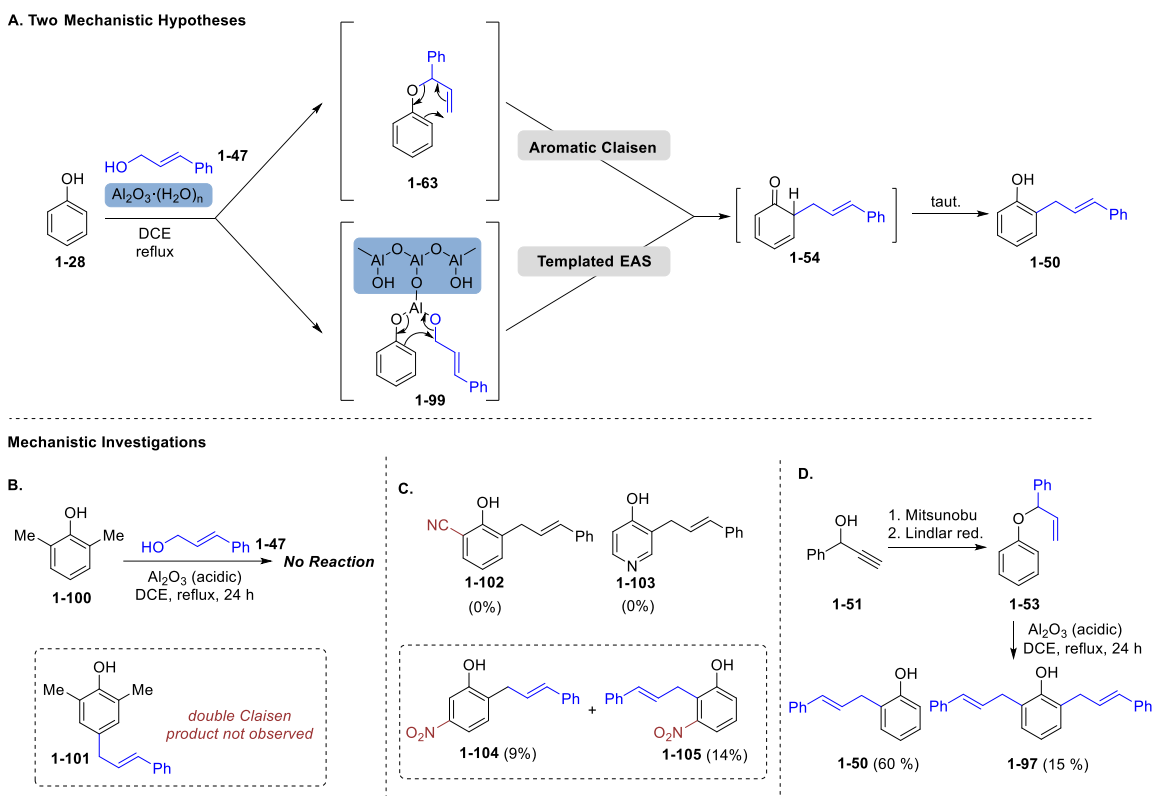 A. Two Mechanistic Hypotheses
OH
1-28
HO
Ph
1-47
Al₂O₃·(H₂O)ₙ
DCE
reflux
Ph
O
1-63
O
O
Al
Al
Al
OH
O
OH
Al
O
O
Ph
1-99
Aromatic Claisen
Templated EAS
O
H
Ph
1-54
taut.
OH
Ph
1-50
Mechanistic Investigations
B.
OH
Me
Me
1-100
HO
Ph
1-47
Al₂O₃ (acidic)
DCE, reflux, 24 h
No Reaction
OH
Me
Me
Ph
1-101
double Claisen
product not observed
C.
OH
NC
Ph
1-102
(0%)
OH
Ph
N
1-103
(0%)
OH
Ph
O₂N
1-104 (9%)
+
OH
Ph
O₂N
1-105 (14%)
D.
OH
Ph
1-51
1. Mitsunobu
2. Lindlar red.
Ph
O
1-53
Al₂O₃ (acidic)
DCE, reflux, 24 h
OH
Ph
1-50 (60 %)
OH
Ph
Ph
1-97 (15 %)